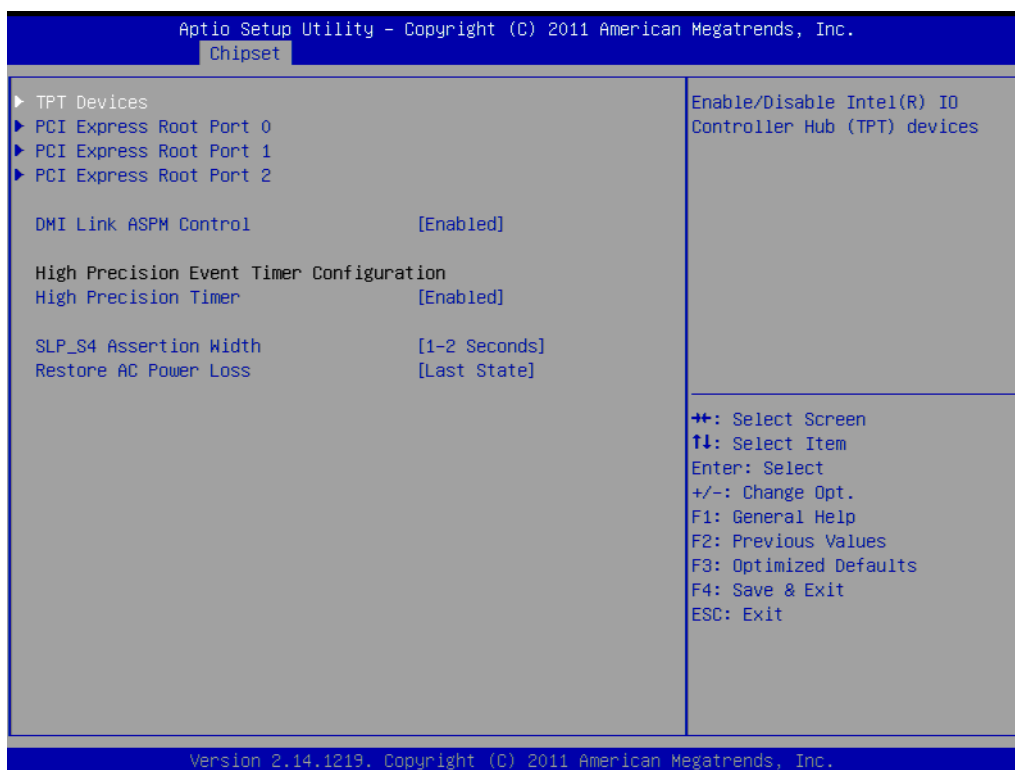 Aptio Setup Utility – Copyright (C) 2011 American Megatrends, Inc.
Chipset
TPT Devices
PCI Express Root Port 0
PCI Express Root Port 1
PCI Express Root Port 2
DMI Link ASPM Control [Enabled]
High Precision Event Timer Configuration
High Precision Timer [Enabled]
SLP_S4 Assertion Width [1-2 Seconds]
Restore AC Power Loss [Last State]
Enable/Disable Intel(R) IO
Controller Hub (TPT) devices
→←: Select Screen
↑↓: Select Item
Enter: Select
+/-: Change Opt.
F1: General Help
F2: Previous Values
F3: Optimized Defaults
F4: Save & Exit
ESC: Exit
Version 2.14.1219. Copyright (C) 2011 American Megatrends, Inc.